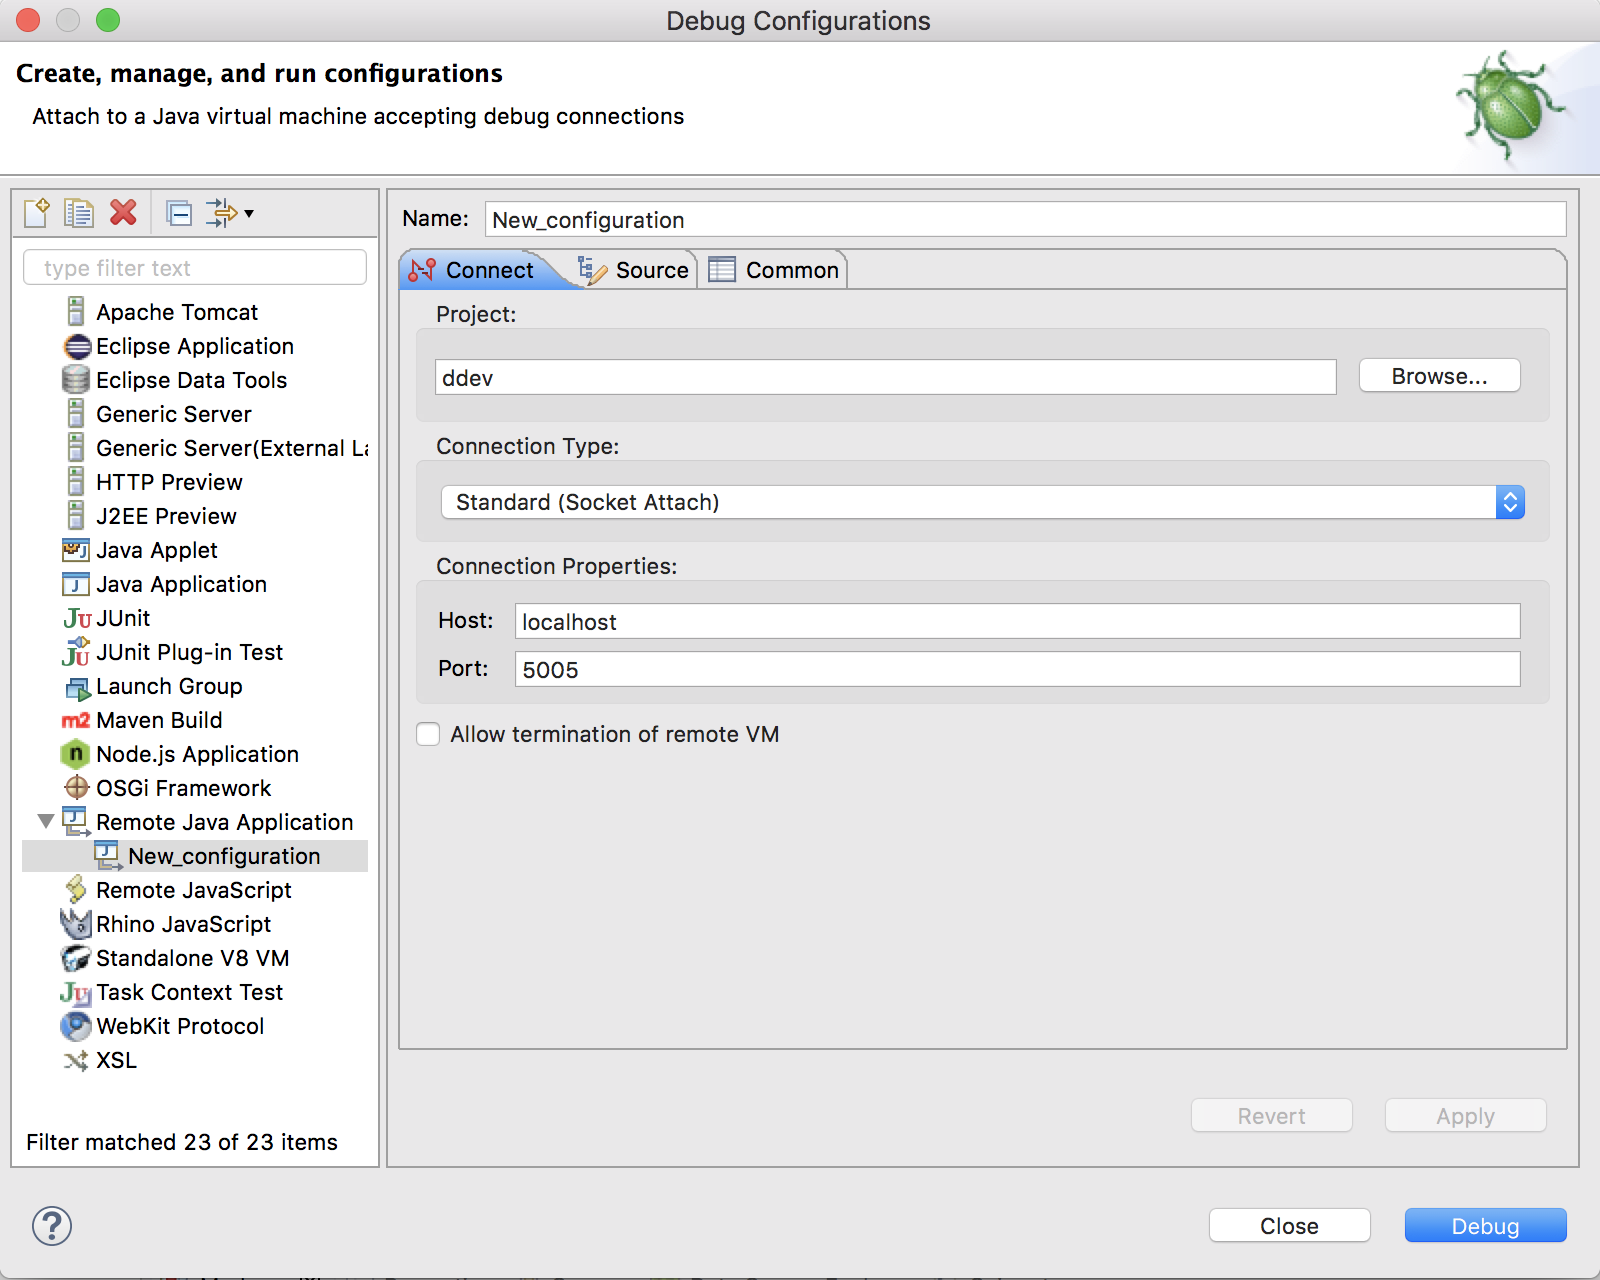 Debug Configurations
Create, manage, and run configurations
Attach to a Java virtual machine accepting debug connections
type filter text
Apache Tomcat
Eclipse Application
Eclipse Data Tools
Generic Server
Generic Server(External La
HTTP Preview
J2EE Preview
Java Applet
Java Application
JUnit
JUnit Plug-in Test
Launch Group
Maven Build
Node.js Application
OSGi Framework
Remote Java Application
New_configuration
Remote JavaScript
Rhino JavaScript
Standalone V8 VM
Task Context Test
WebKit Protocol
XSL
Filter matched 23 of 23 items
Name: New_configuration
Connect Source Common
Project:
ddev Browse...
Connection Type:
Standard (Socket Attach)
Connection Properties:
Host: localhost
Port: 5005
Allow termination of remote VM
Revert Apply
Close Debug